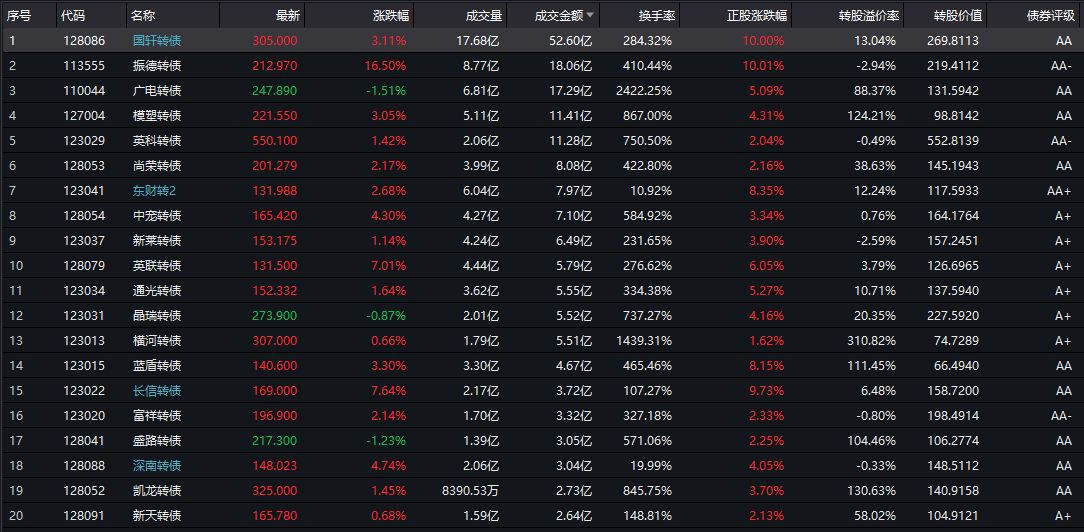 序号 代码 名称 最新 涨跌幅 成交量 成交金额 换手率 正股涨跌幅 转股溢价率 转股价值 债券评级
1 128086 国轩转债 305.000 3.11% 17.68亿 52.60亿 284.32% 10.00% 13.04% 269.8113 AA
2 113555 振德转债 212.970 16.50% 8.77亿 18.06亿 410.44% 10.01% -2.94% 219.4112 AA-
3 110044 广电转债 247.890 -1.51% 6.81亿 17.29亿 2422.25% 5.09% 88.37% 131.5942 AA
4 127004 模塑转债 221.550 3.05% 5.11亿 11.41亿 867.00% 4.31% 124.21% 98.8142 AA
5 123029 英科转债 550.100 1.42% 2.06亿 11.28亿 750.50% 2.04% -0.49% 552.8139 AA-
6 128053 尚荣转债 201.279 2.17% 3.99亿 8.08亿 422.80% 2.16% 38.63% 145.1943 AA
7 123041 东财转2 131.988 2.68% 6.04亿 7.97亿 10.92% 8.35% 12.24% 117.5933 AA+
8 128054 中宠转债 165.420 4.30% 4.27亿 7.10亿 584.92% 3.34% 0.76% 164.1764 A+
9 123037 新莱转债 153.175 1.14% 4.24亿 6.49亿 231.65% 3.90% -2.59% 157.2451 A+
10 128079 英联转债 131.500 7.01% 4.44亿 5.79亿 276.62% 6.05% 3.79% 126.6965 A+
11 123034 通光转债 152.332 1.64% 3.62亿 5.55亿 334.38% 5.27% 10.71% 137.5940 A+
12 123031 晶瑞转债 273.900 -0.87% 2.01亿 5.52亿 737.27% 4.16% 20.35% 227.5920 A+
13 123013 横河转债 307.000 0.66% 1.79亿 5.51亿 1439.31% 1.62% 310.82% 74.7289 A+
14 123015 蓝盾转债 140.600 3.30% 3.30亿 4.67亿 465.46% 8.15% 111.45% 66.4940 AA
15 123022 长信转债 169.000 7.64% 2.17亿 3.72亿 107.27% 9.73% 6.48% 158.7200 AA
16 123020 富祥转债 196.900 2.14% 1.70亿 3.32亿 327.18% 2.33% -0.80% 198.4914 AA-
17 128041 盛路转债 217.300 -1.23% 1.39亿 3.05亿 571.06% 2.25% 104.46% 106.2774 AA
18 128088 深南转债 148.023 4.74% 2.06亿 3.04亿 19.99% 4.05% -0.33% 148.5112 AA
19 128052 凯龙转债 325.000 1.45% 8390.53万 2.73亿 845.75% 3.70% 130.63% 140.9158 AA
20 128091 新天转债 165.780 0.68% 1.59亿 2.64亿 148.81% 2.13% 58.02% 104.9121 A+